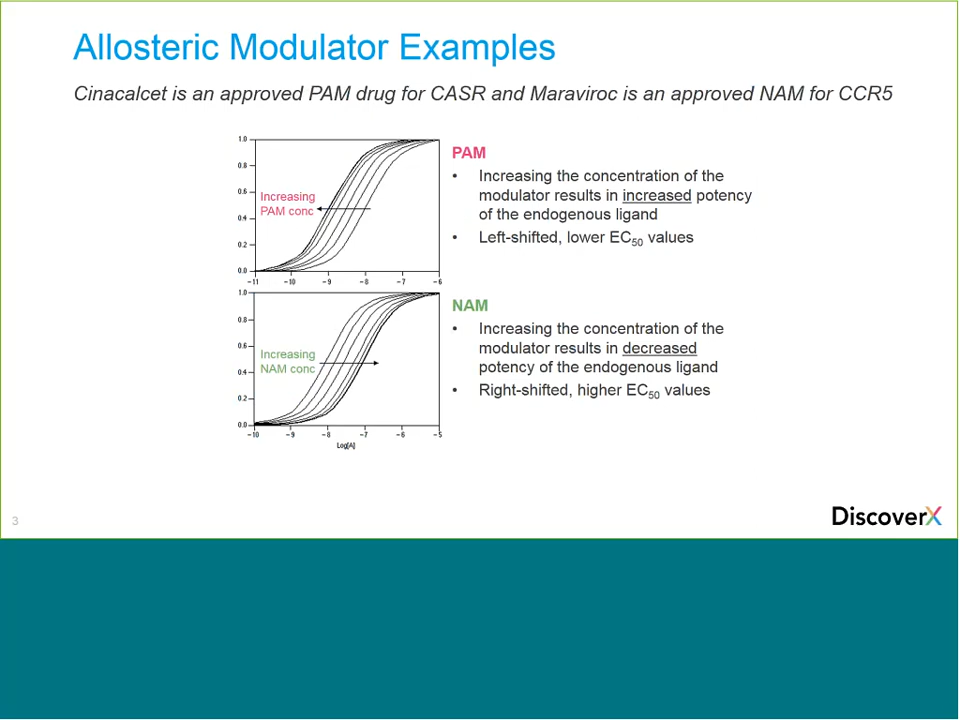 Allosteric Modulator Examples
Cinacalcet is an approved PAM drug for CASR and Maraviroc is an approved NAM for CCR5
1.0
0.8
0.6
0.4
0.2
0.0
Increasing
PAM conc
-11 -10 -9 -8 -7 -6
PAM
• Increasing the concentration of the
modulator results in increased potency
of the endogenous ligand
• Left-shifted, lower EC50 values
1.0
0.8
0.6
0.4
0.2
0.0
Increasing
NAM conc
-10 -9 -8 -7 -6 -5
Log[A]
NAM
• Increasing the concentration of the
modulator results in decreased
potency of the endogenous ligand
• Right-shifted, higher EC50 values
3
DiscoverX